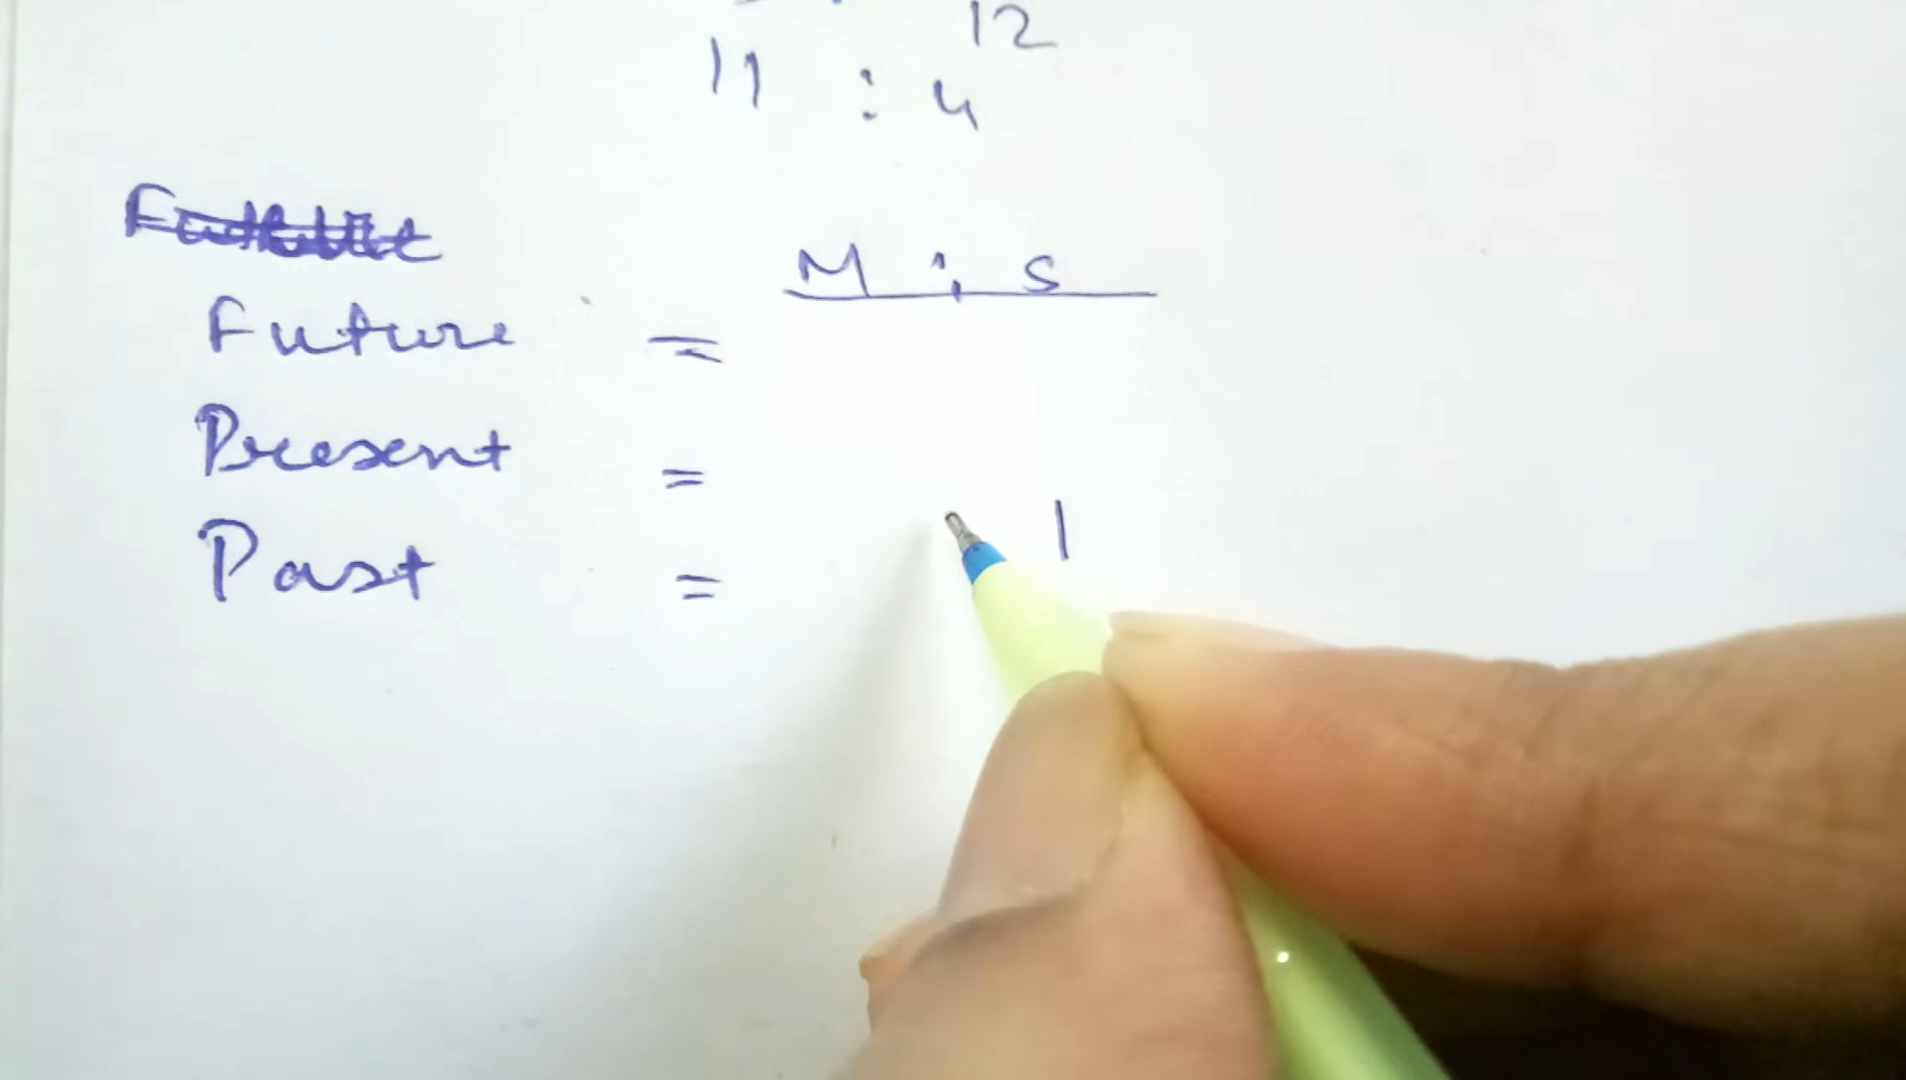 12
11 : 4
M : S
Future =
Present =
1
Past =